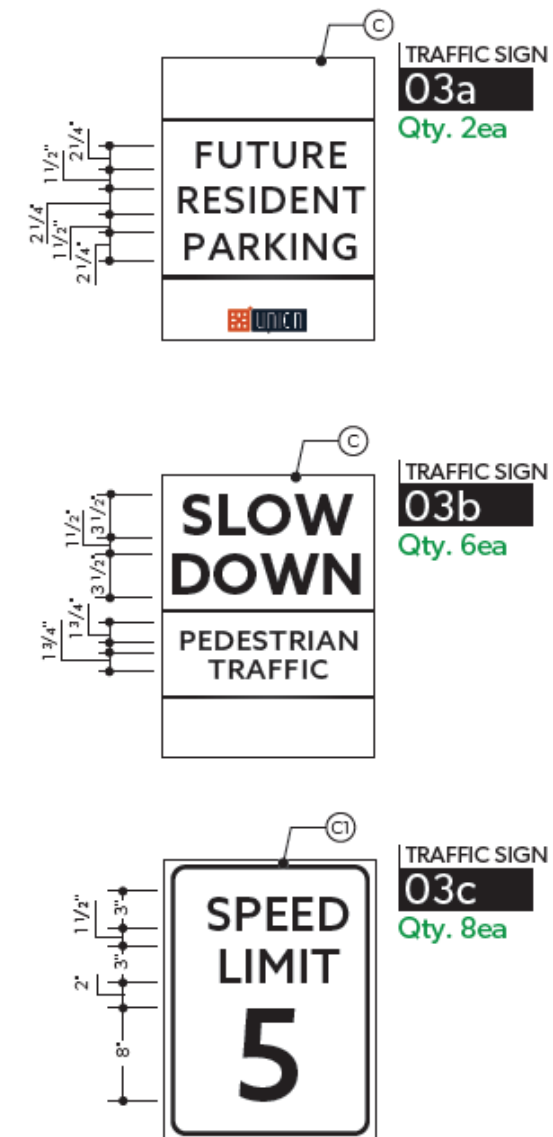 C
TRAFFIC SIGN
03a
Qty. 2ea
2 1/4"
1 1/2"
2 1/4"
1 1/2"
2 1/4"
FUTURE
RESIDENT
PARKING
C
TRAFFIC SIGN
03b
Qty. 6ea
3 1/2"
1 1/2"
3 1/2"
1 3/4"
1 3/4"
SLOW
DOWN
PEDESTRIAN
TRAFFIC
C1
TRAFFIC SIGN
03c
Qty. 8ea
3"
1 1/2"
3"
2"
8"
SPEED
LIMIT
5